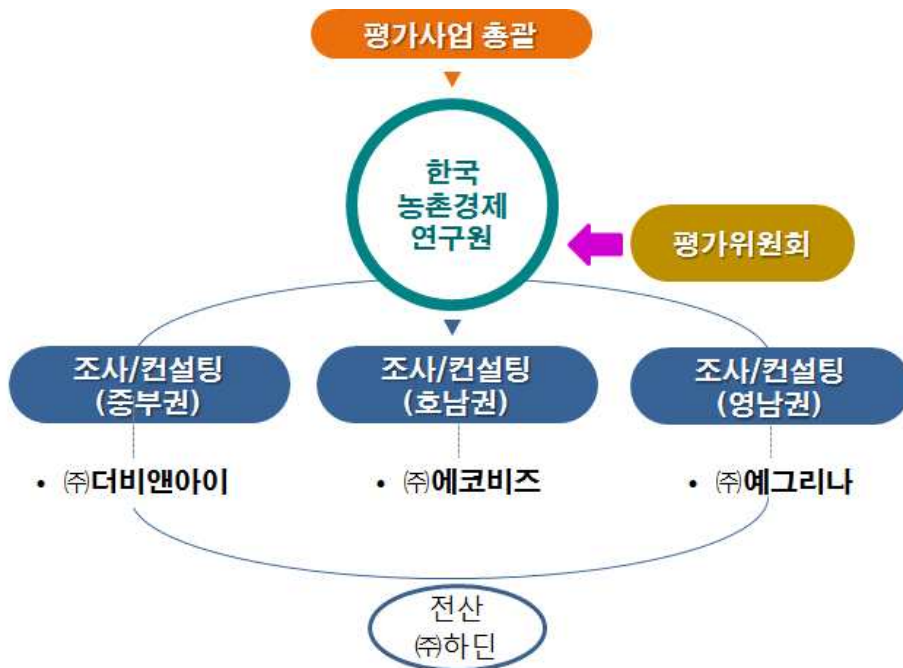 평가사업 총괄
한국
농촌경제
연구원
평가위원회
조사/컨설팅
(중부권)
조사/컨설팅
(호남권)
조사/컨설팅
(영남권)
• ㈜더비앤아이
• ㈜에코비즈
• ㈜예그리나
전산
㈜하딘